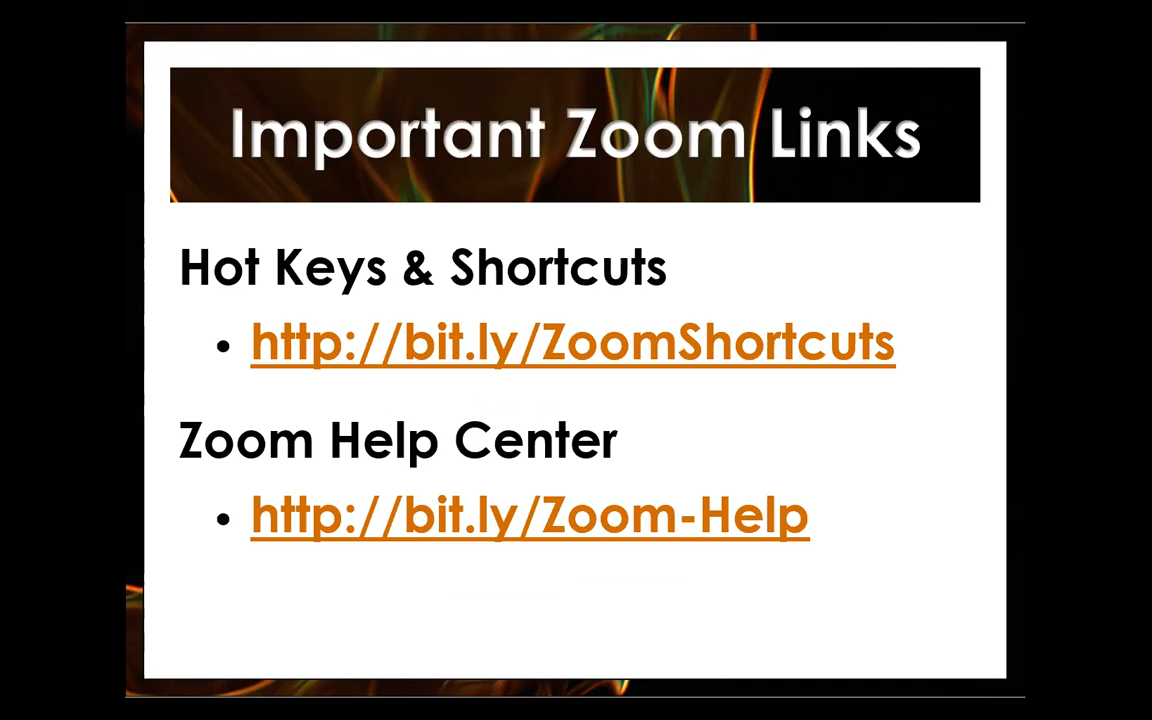 Important Zoom Links
Hot Keys & Shortcuts
• http://bit.ly/ZoomShortcuts
Zoom Help Center
• http://bit.ly/Zoom-Help